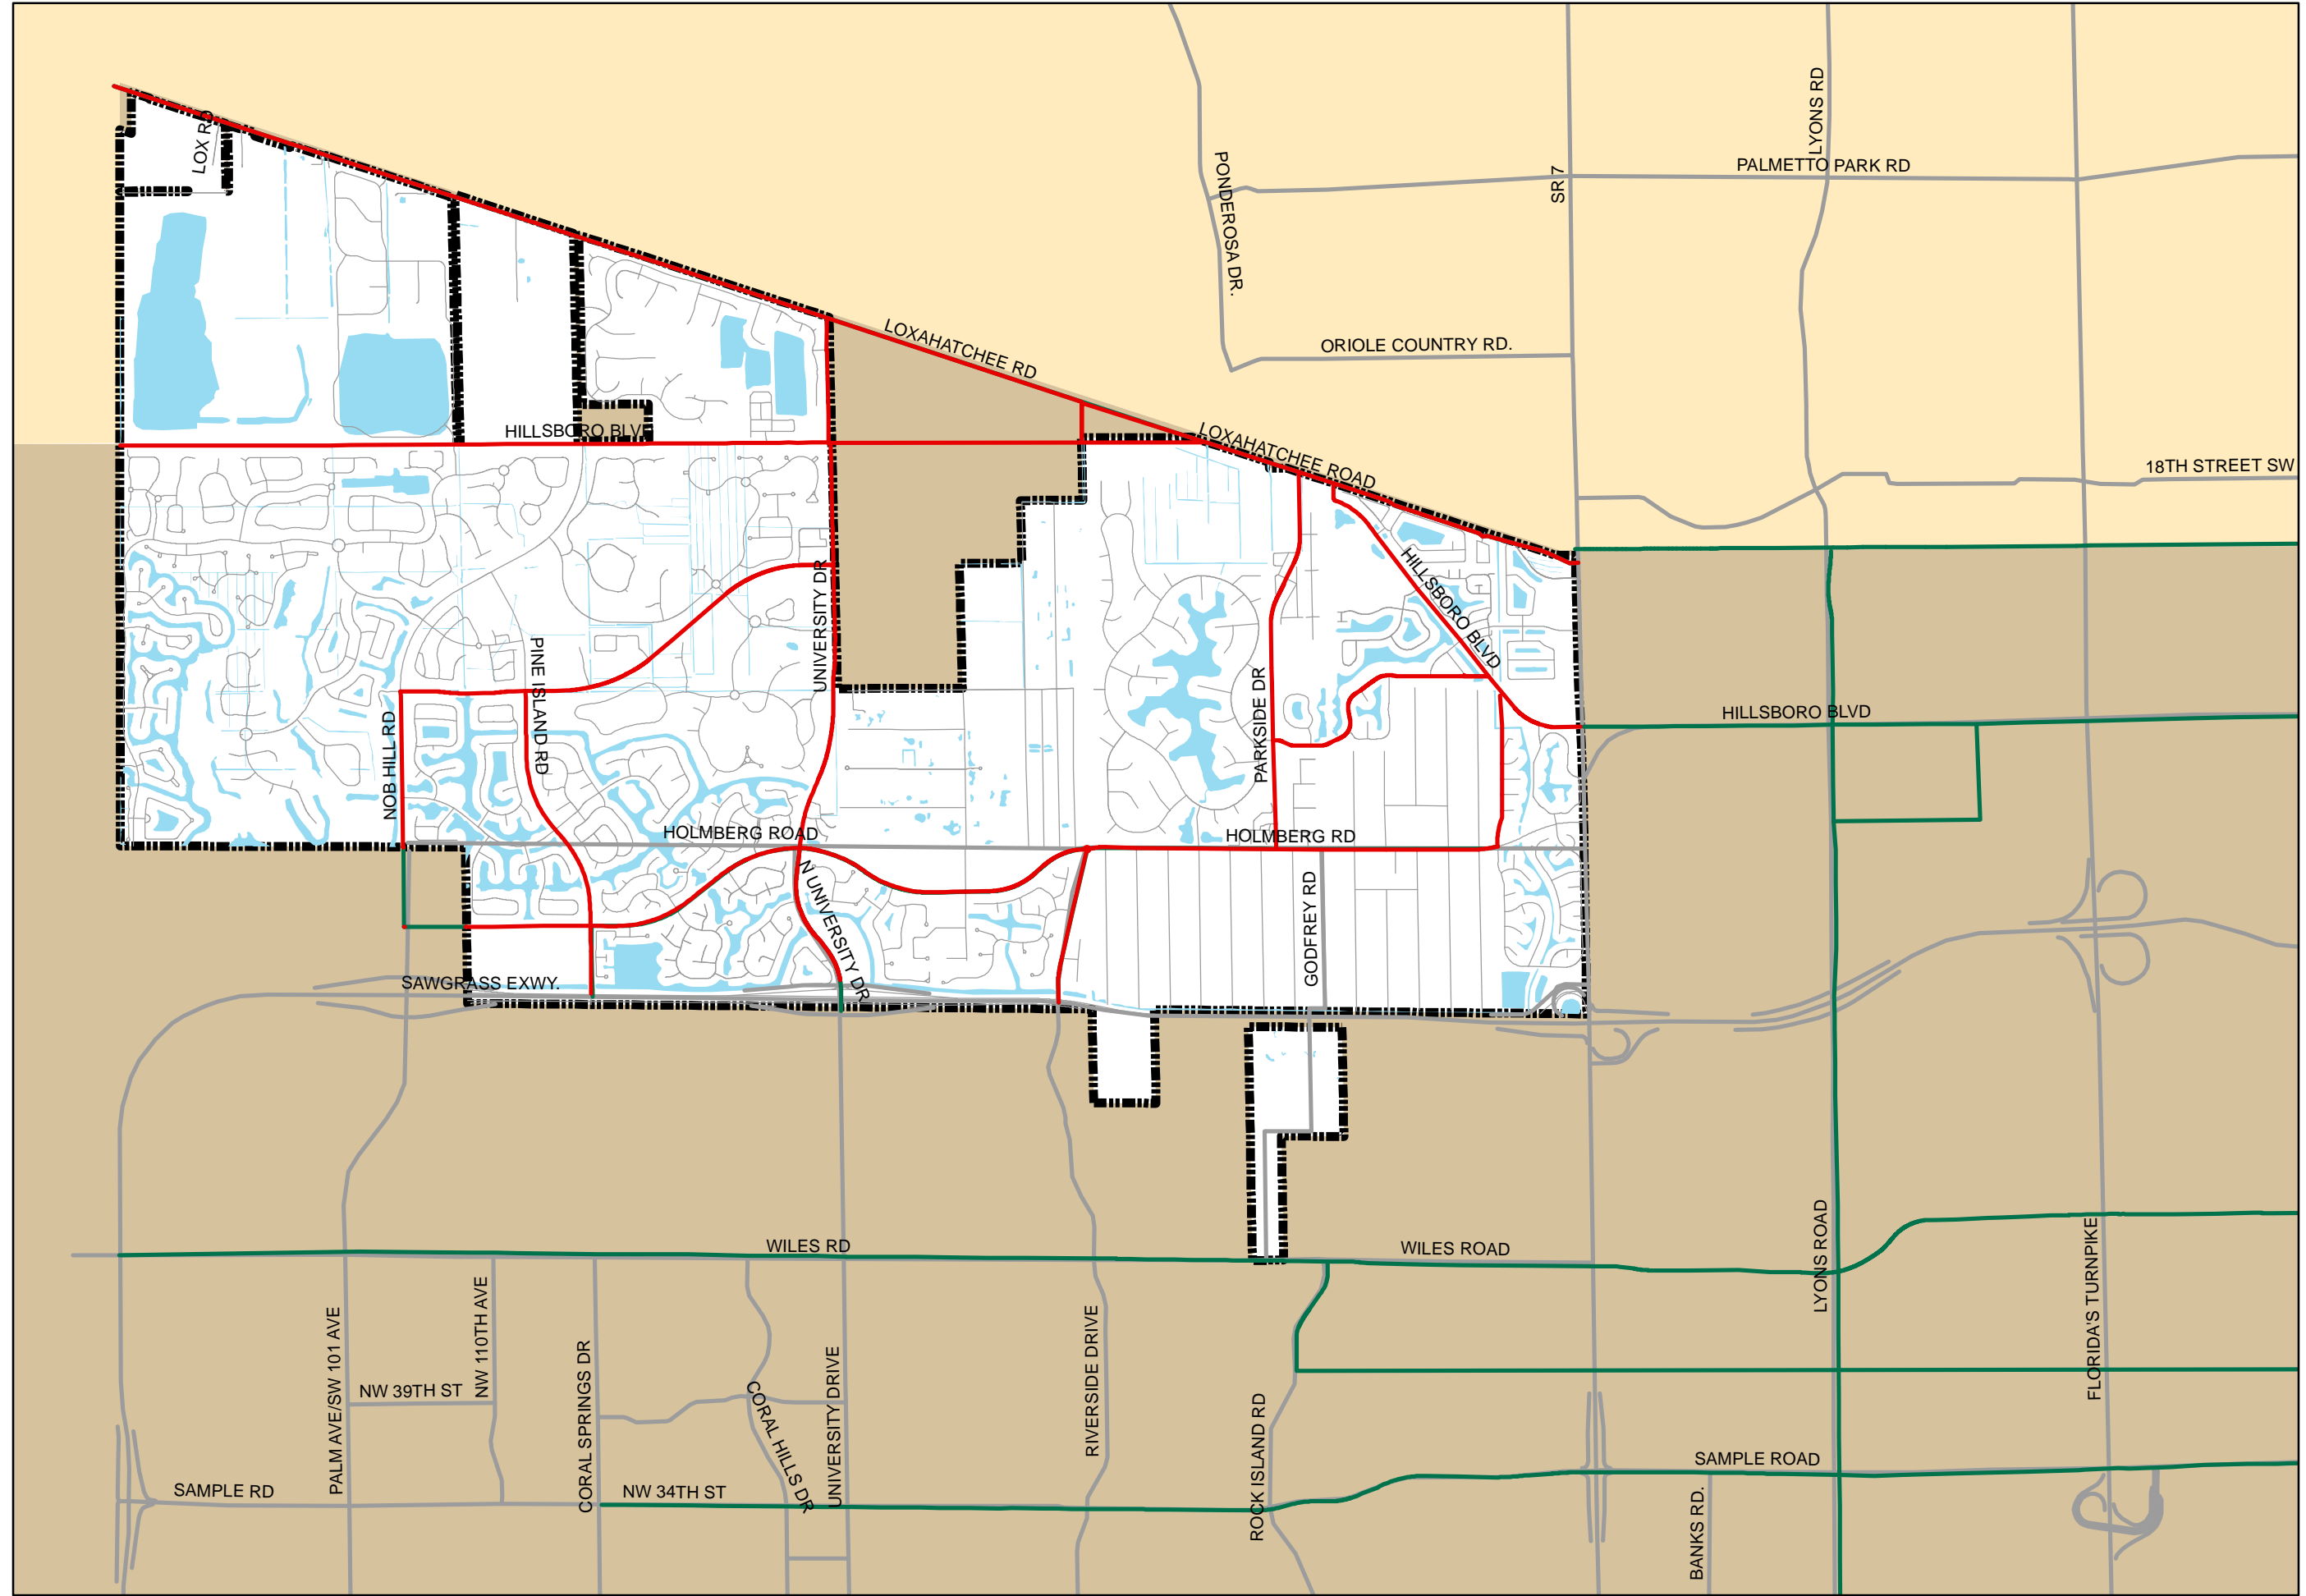 LOX RD
LYONS RD
PALMETTO PARK RD
PONDEROSA DR.
SR 7
LOXAHATCHEE RD
ORIOLE COUNTRY RD.
HILLSBORO BLVD
LOXAHATCHEE ROAD
18TH STREET SW
HILLSBORO BLVD
UNIVERSITY DR
PINE ISLAND RD
NOB HILL RD
PARKSIDE DR
HILLSBORO BLVD
HOLMBERG ROAD
HOLMBERG RD
N UNIVERSITY DR
GODFREY RD
SAWGRASS EXWY.
WILES RD
WILES ROAD
LYONS ROAD
FLORIDA'S TURNPIKE
PALM AVE/SW 101 AVE
NW 110TH AVE
NW 39TH ST
CORAL SPRINGS DR
CORAL HILLS DR
UNIVERSITY DRIVE
RIVERSIDE DRIVE
ROCK ISLAND RD
SAMPLE ROAD
SAMPLE RD
NW 34TH ST
BANKS RD.